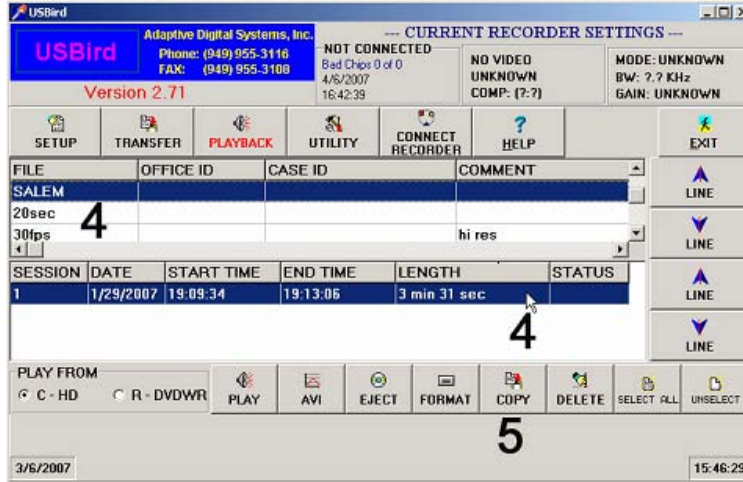 USBird
USBird
Adaptive Digital Systems, Inc.
Phone: (949) 955-3116
FAX: (949) 955-3108
Version 2.71
--- CURRENT RECORDER SETTINGS ---
NOT CONNECTED
Bad Chips 0 of 0
4/6/2007
16:42:39
NO VIDEO
UNKNOWN
COMP: (?:?)
MODE: UNKNOWN
BW: ?.? KHz
GAIN: UNKNOWN
SETUP
TRANSFER
PLAYBACK
UTILITY
CONNECT
RECORDER
HELP
EXIT
FILE OFFICE ID CASE ID COMMENT
SALEM
20sec
30fps hi res
4
LINE
LINE
SESSION DATE START TIME END TIME LENGTH STATUS
1 1/29/2007 19:09:34 19:13:06 3 min 31 sec
4
LINE
LINE
PLAY FROM
C - HD R - DVDWR
PLAY
AVI
EJECT
FORMAT
COPY
DELETE
SELECT ALL
UNSELECT
5
3/6/2007 15:46:29